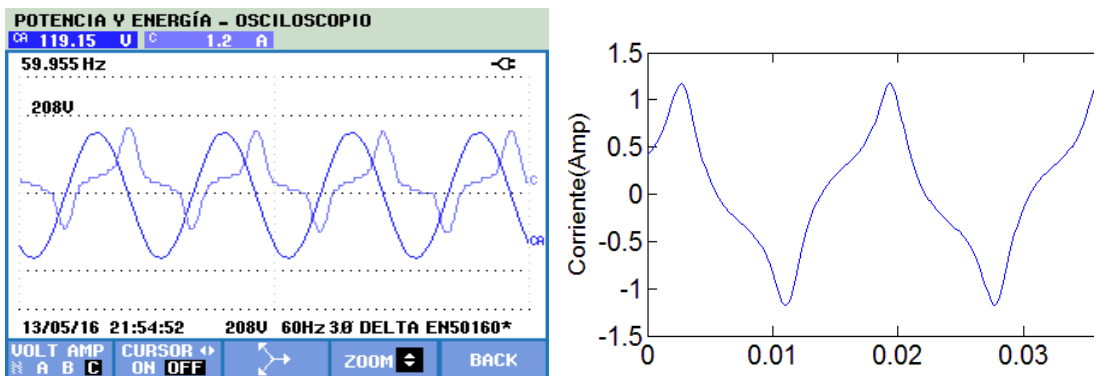 POTENCIA Y ENERGÍA - OSCILOSCOPIO
CA 119.15 V C 1.2 A
59.955 Hz
208V
C
CA
13/05/16 21:54:52 208V 60Hz 3Ø DELTA EN50160*
VOLT AMP
A B C
CURSOR
ON OFF
ZOOM
BACK
Corriente(Amp)
1.5
1
0.5
0
-0.5
-1
-1.5
0 0.01 0.02 0.03